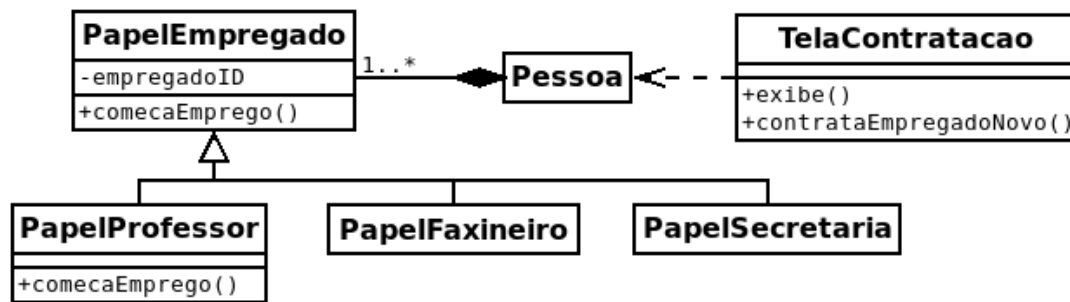 PapelEmpregado
-empregadoID
+comecaEmprego()
1..*
Pessoa
TelaContratacao
+exibe()
+contrataEmpregadoNovo()
PapelProfessor
+comecaEmprego()
PapelFaxineiro
PapelSecretaria